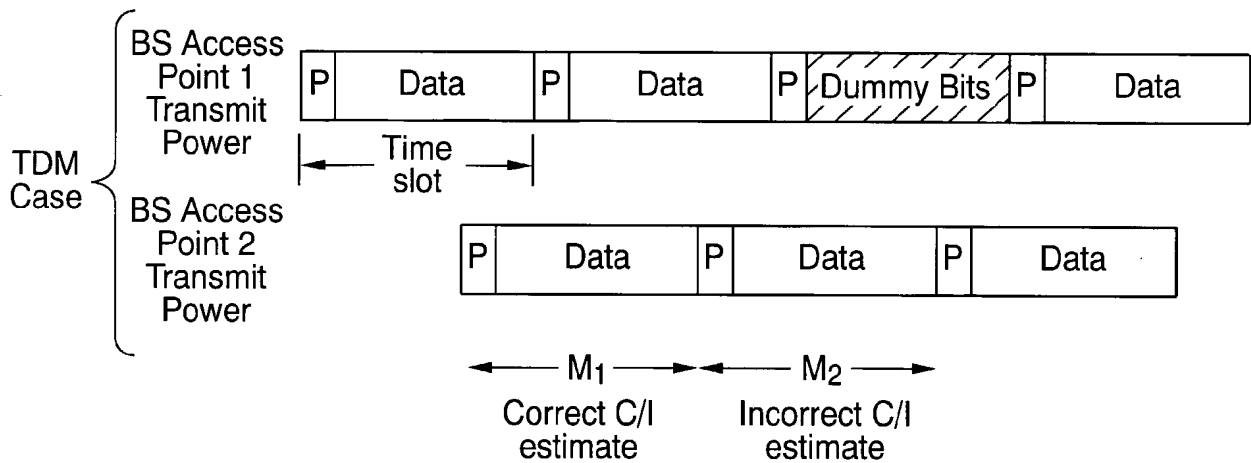 TDM
Case
BS Access
Point 1
Transmit
Power
P Data P Data P Dummy Bits P Data
Time
slot
BS Access
Point 2
Transmit
Power
P Data P Data P Data
M1 M2
Correct C/I
estimate
Incorrect C/I
estimate